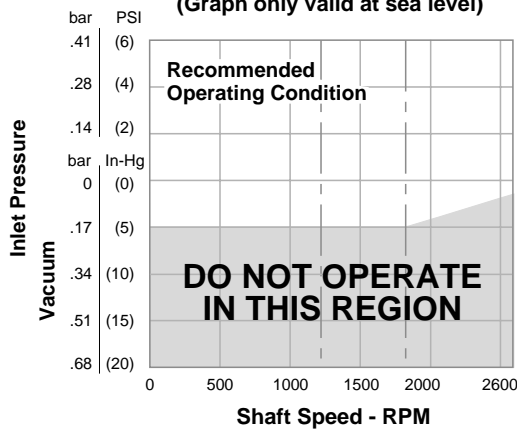 (Graph only valid at sea level)
bar PSI
.41 (6)
.28 (4)
.14 (2)
bar In-Hg
0 (0)
.17 (5)
.34 (10)
.51 (15)
.68 (20)
Inlet Pressure
Vacuum
Recommended
Operating Condition
DO NOT OPERATE
IN THIS REGION
0 500 1000 1500 2000 2600
Shaft Speed - RPM